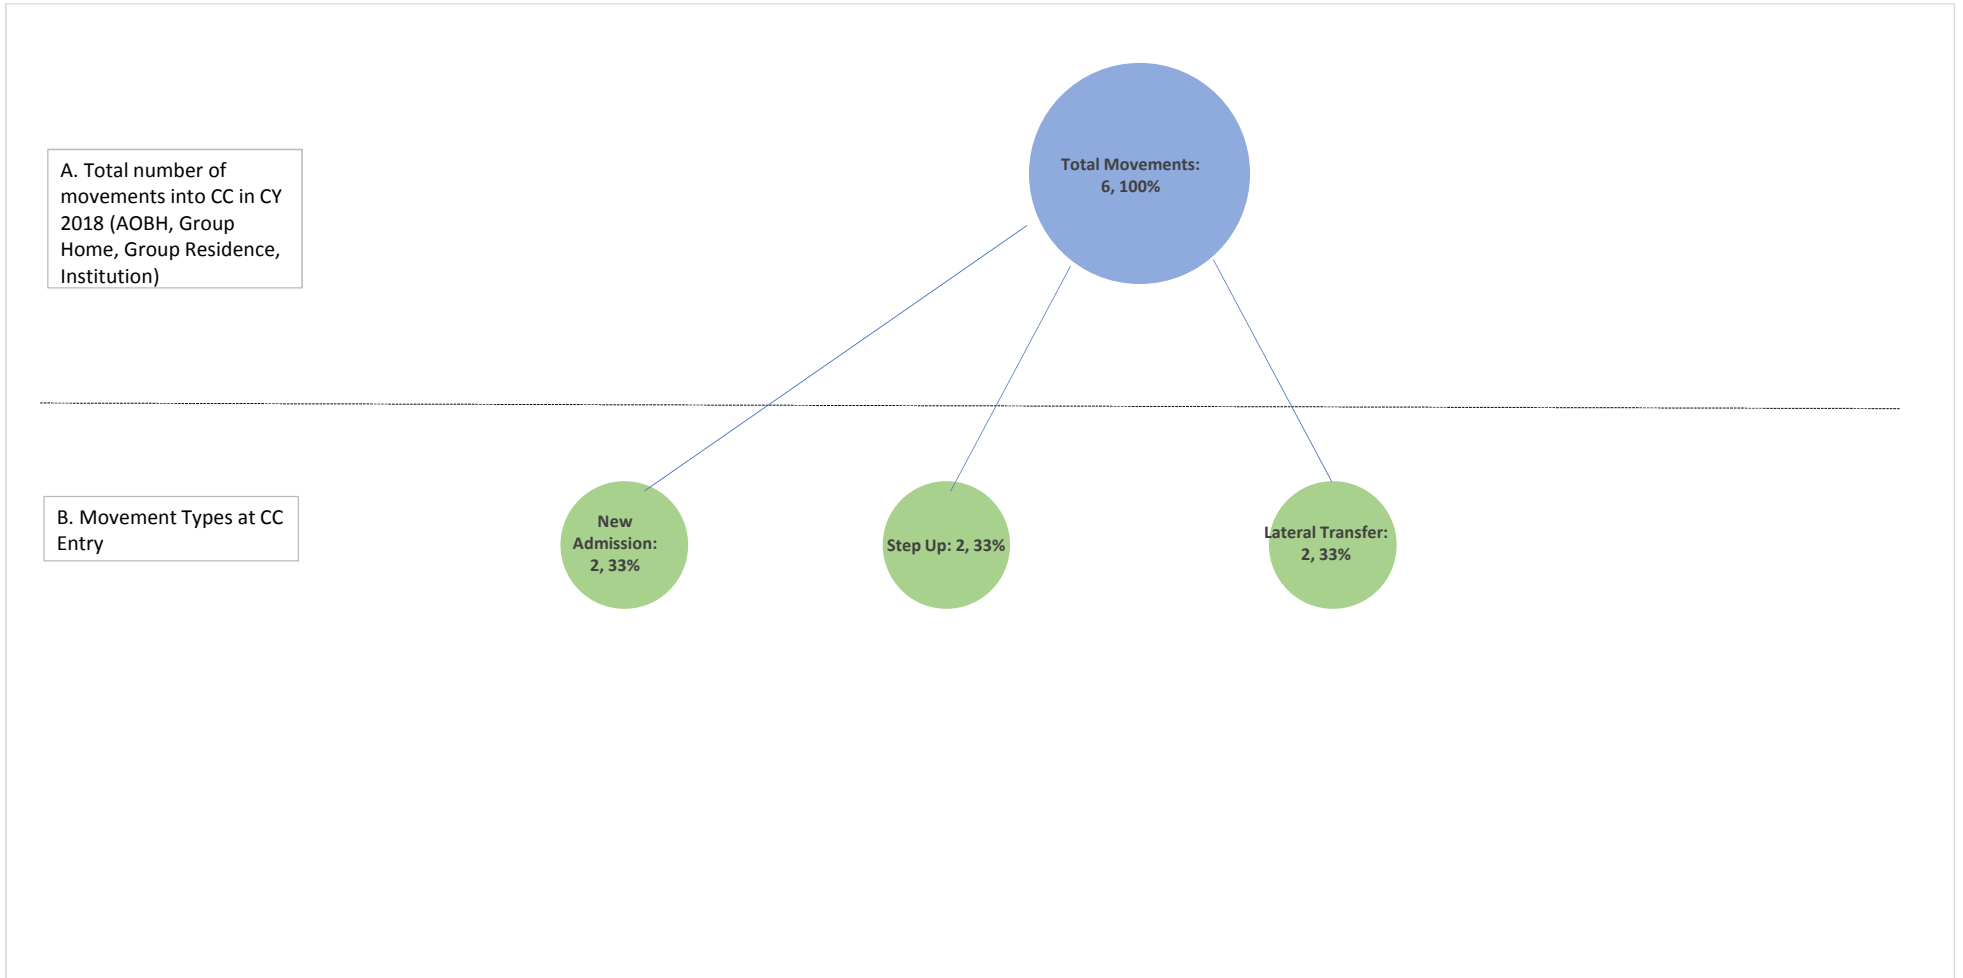 Total Movements:
6, 100%
A. Total number of
movements into CC in CY
2018 (AOBH, Group
Home, Group Residence,
Institution)
B. Movement Types at CC
Entry
New
Admission:
2, 33%
Step Up: 2, 33%
Lateral Transfer:
2, 33%